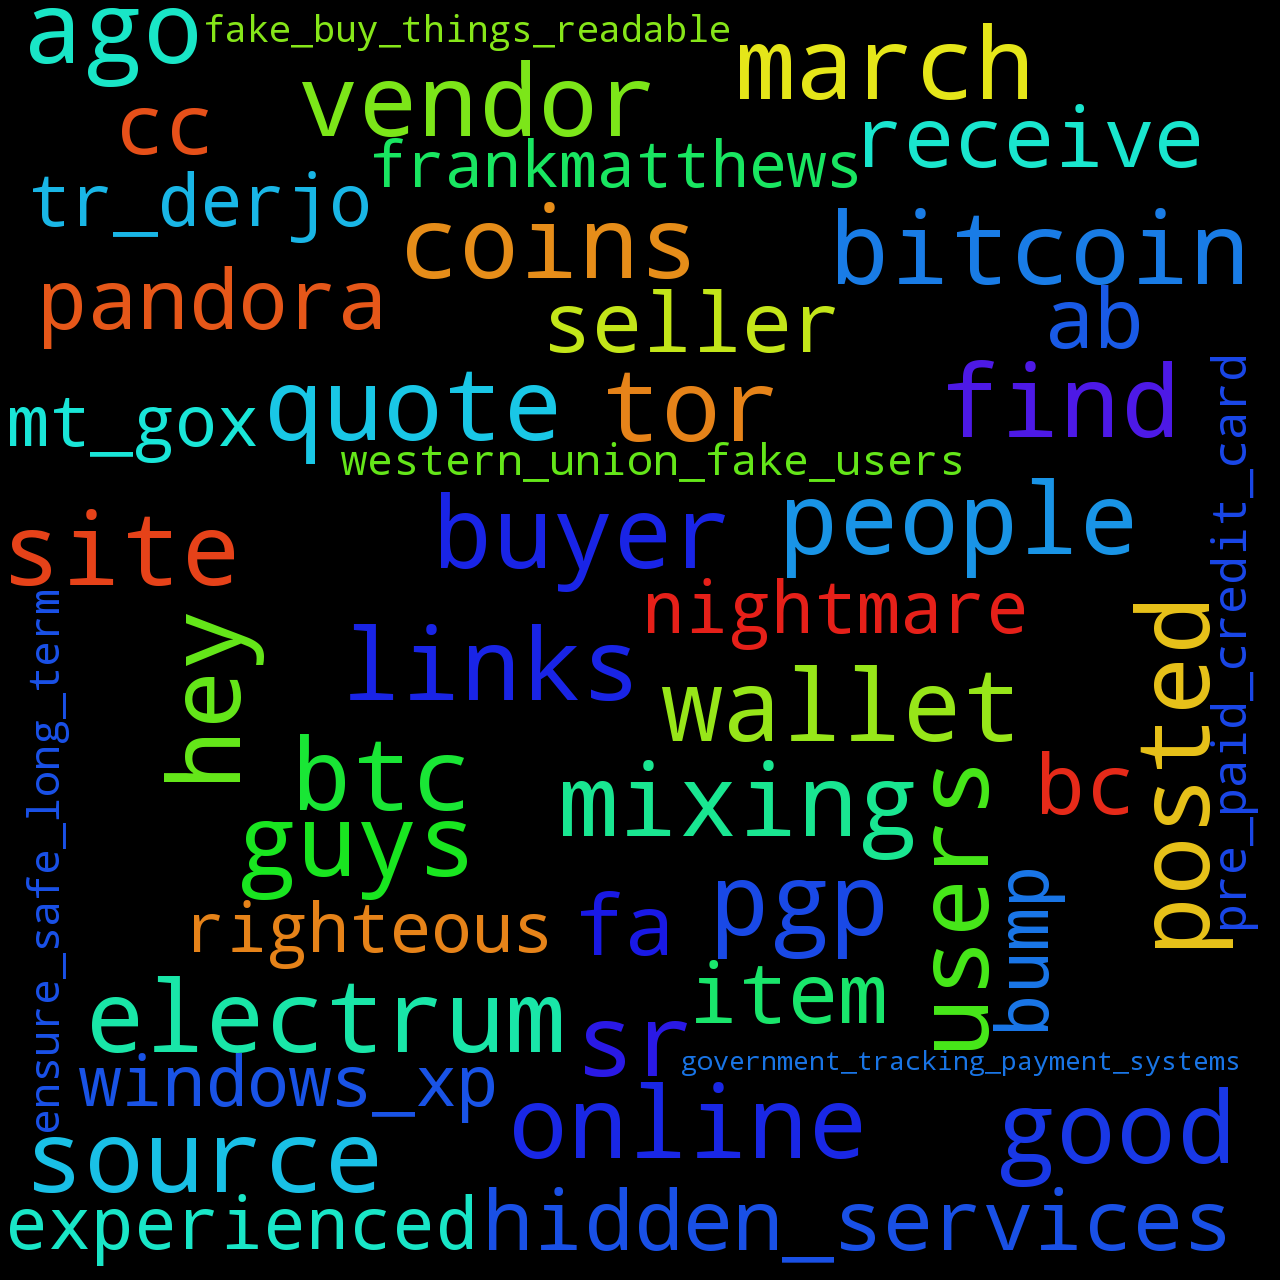 ago
fake_buy_things_readable
march
vendor
cc
receive
frankmatthews
tr_derjo
coins
bitcoin
pandora
seller
ab
mt_gox
quote
tor
find
western_union_fake_users
pre_paid_credit_card
site
buyer
people
nightmare
hey
links
wallet
posted
ensure_safe_long_term
btc
mixing
bc
users
guys
pgp
bump
righteous
fa
item
electrum
sr
government_tracking_payment_systems
windows_xp
online
good
source
experienced
hidden_services